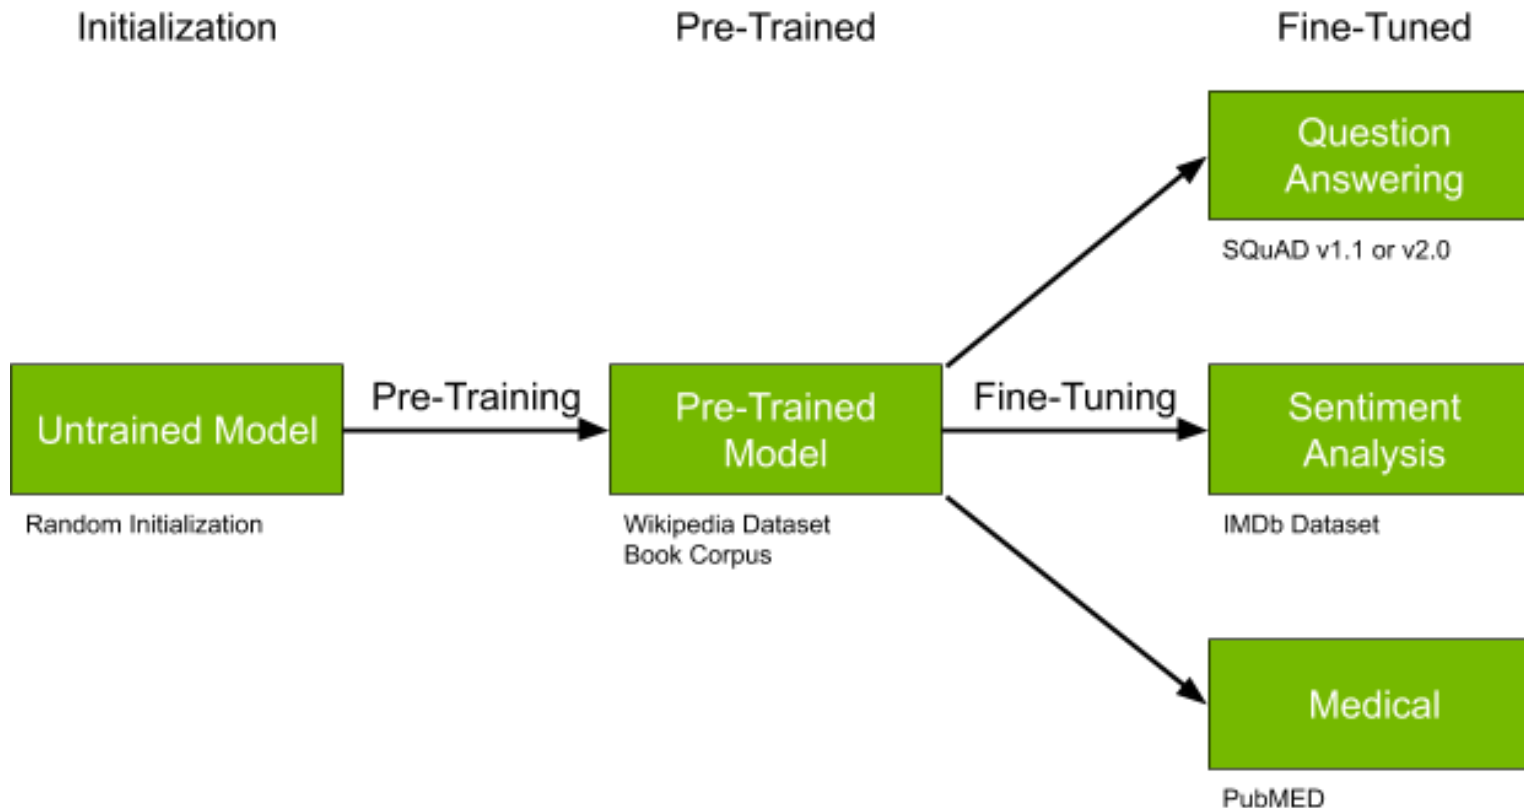 Initialization
Pre-Trained
Fine-Tuned
Question
Answering
SQuAD v1.1 or v2.0
Untrained Model
Random Initialization
Pre-Training
Pre-Trained
Model
Wikipedia Dataset
Book Corpus
Fine-Tuning
Sentiment
Analysis
IMDb Dataset
Medical
PubMED